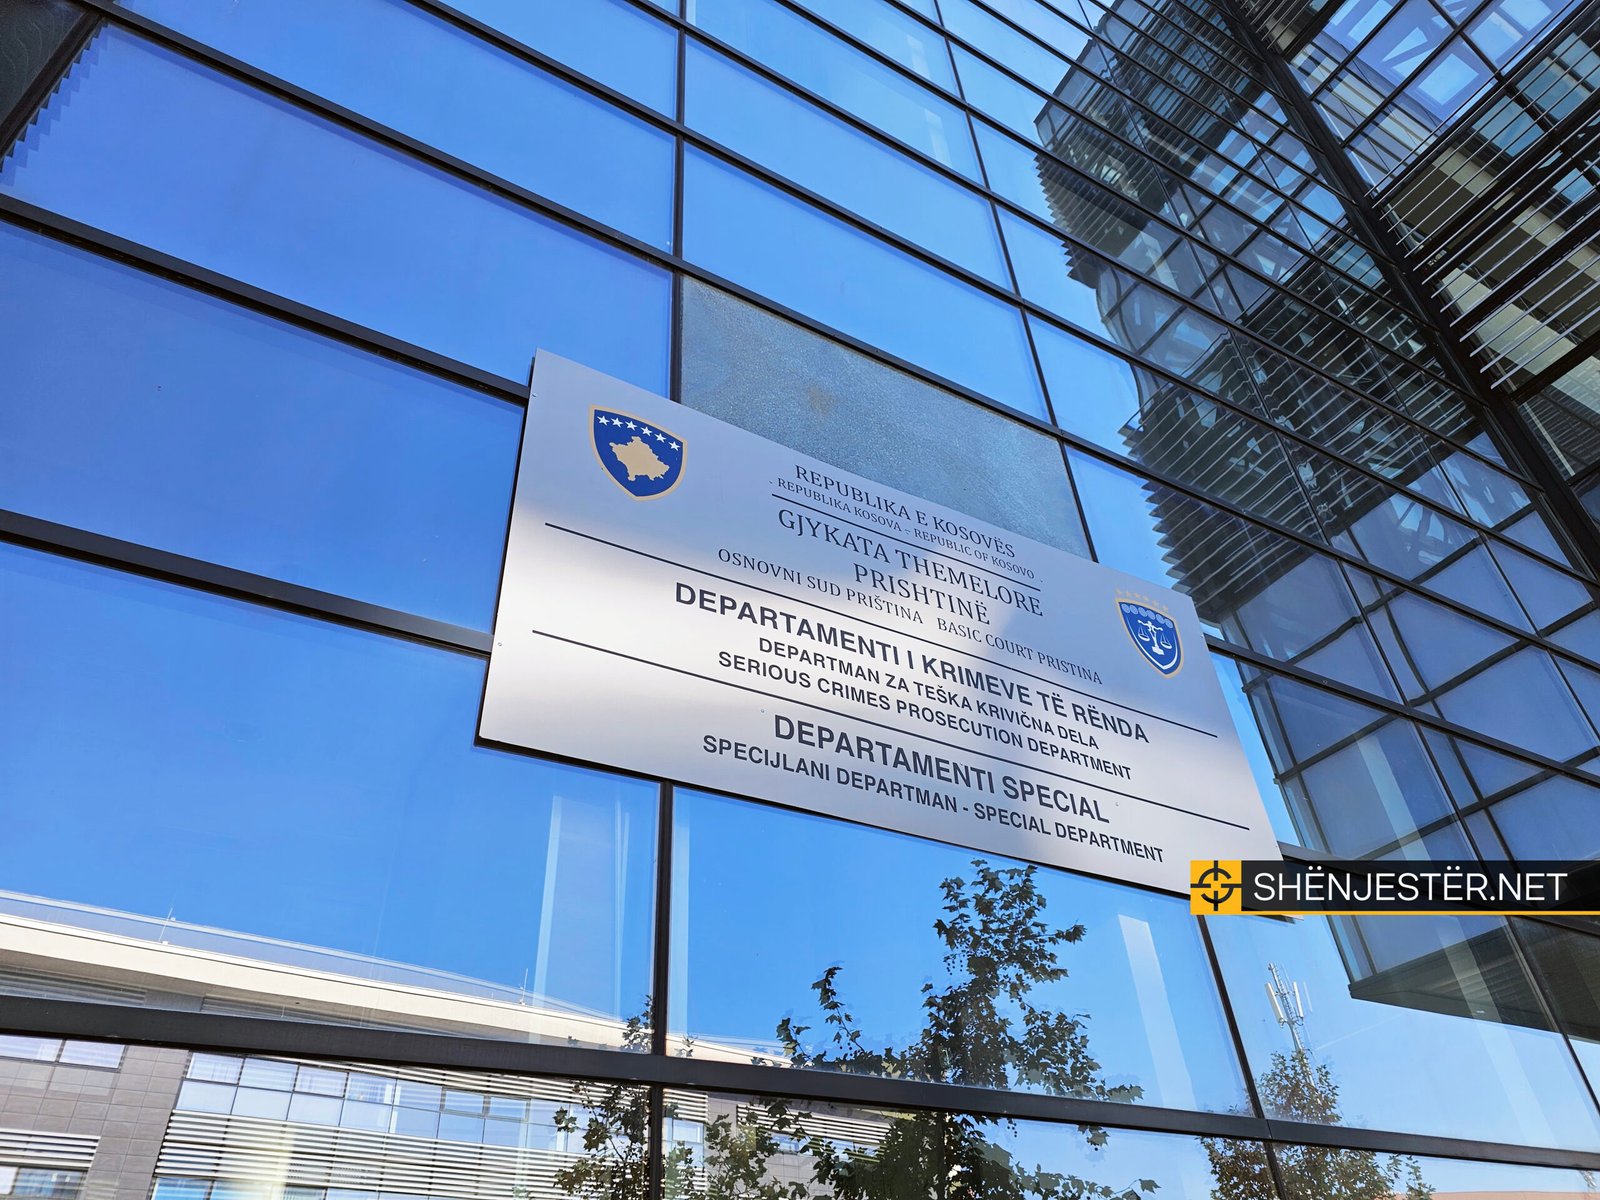 REPUBLIKA E KOSOVËS
- REPUBLIKA KOSOVA – REPUBLIC OF KOSOVO -
GJYKATA THEMELORE
PRISHTINË
OSNOVNI SUD PRIŠTINA BASIC COURT PRISTINA
DEPARTAMENTI I KRIMEVE TË RËNDA
DEPARTMAN ZA TEŠKA KRIVIČNA DELA
SERIOUS CRIMES PROSECUTION DEPARTMENT
DEPARTAMENTI SPECIAL
SPECIJLANI DEPARTMAN - SPECIAL DEPARTMENT
SHËNJESTËR.NET